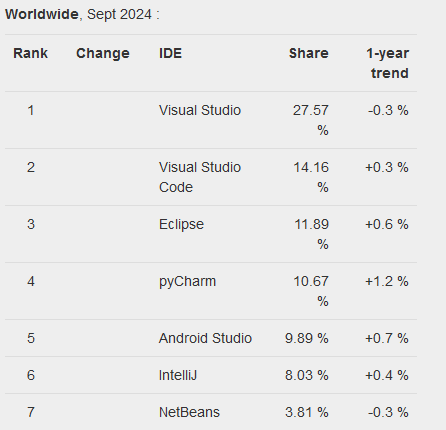 Worldwide, Sept 2024 :
Rank Change IDE Share 1-year trend
1 Visual Studio 27.57 % -0.3 %
2 Visual Studio Code 14.16 % +0.3 %
3 Eclipse 11.89 % +0.6 %
4 pyCharm 10.67 % +1.2 %
5 Android Studio 9.89 % +0.7 %
6 IntelliJ 8.03 % +0.4 %
7 NetBeans 3.81 % -0.3 %